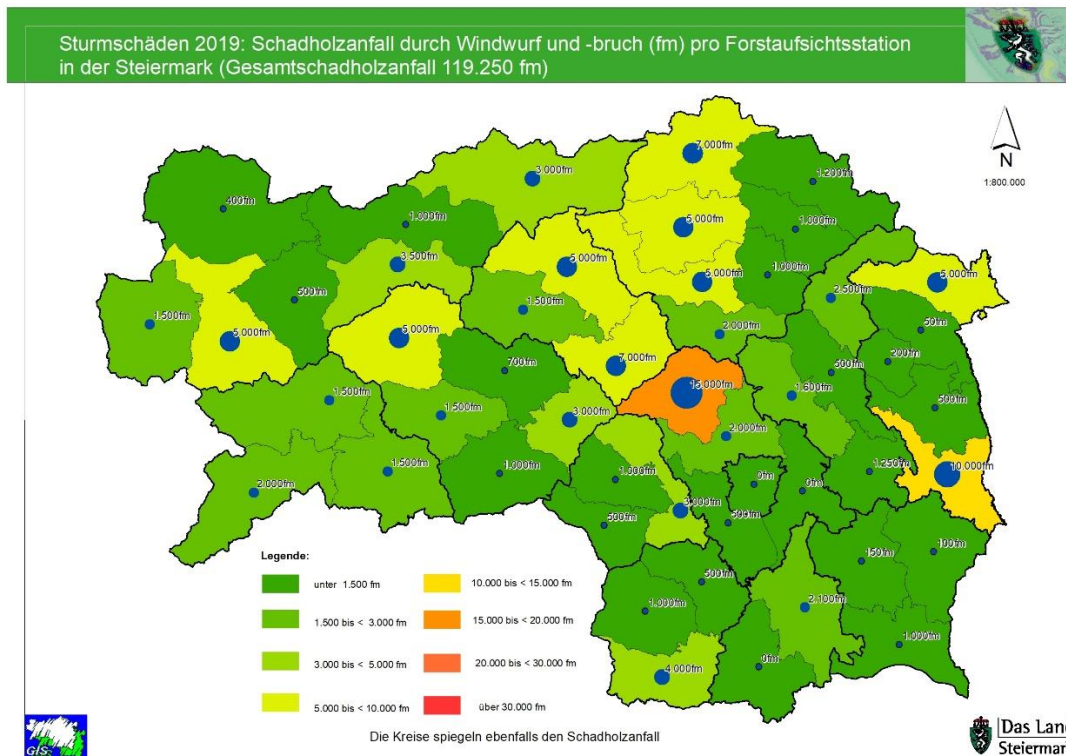 Sturmschäden 2019: Schadholzanfall durch Windwurf und -bruch (fm) pro Forstaufsichtsstation
in der Steiermark (Gesamtschadholzanfall 119.250 fm)
N
1:800.000
7.000fm
3.000fm
1.200fm
400fm
1.000fm
5.000fm
1.000fm
3.500fm
5.000fm
5.000fm
1.000fm
5.000fm
500fm
1.500fm
2.500fm
1.500fm
5.000fm
5.000fm
2.000fm
50fm
7.000fm
700fm
200fm
500fm
15.000fm
1.600fm
1.500fm
1.500fm
3.000fm
500fm
2.000fm
1.500fm
1.000fm
1.000fm
1.250fm
10.000fm
2.000fm
0fm
0fm
3.000fm
500fm
500fm
100fm
150fm
500fm
1.000fm
2.100fm
1.000fm
4.000fm
0fm
Legende:
unter 1.500 fm
10.000 bis < 15.000 fm
1.500 bis < 3.000 fm
15.000 bis < 20.000 fm
3.000 bis < 5.000 fm
20.000 bis < 30.000 fm
5.000 bis < 10.000 fm
über 30.000 fm
Die Kreise spiegeln ebenfalls den Schadholzanfall
GIS
Das Land
Steiermark